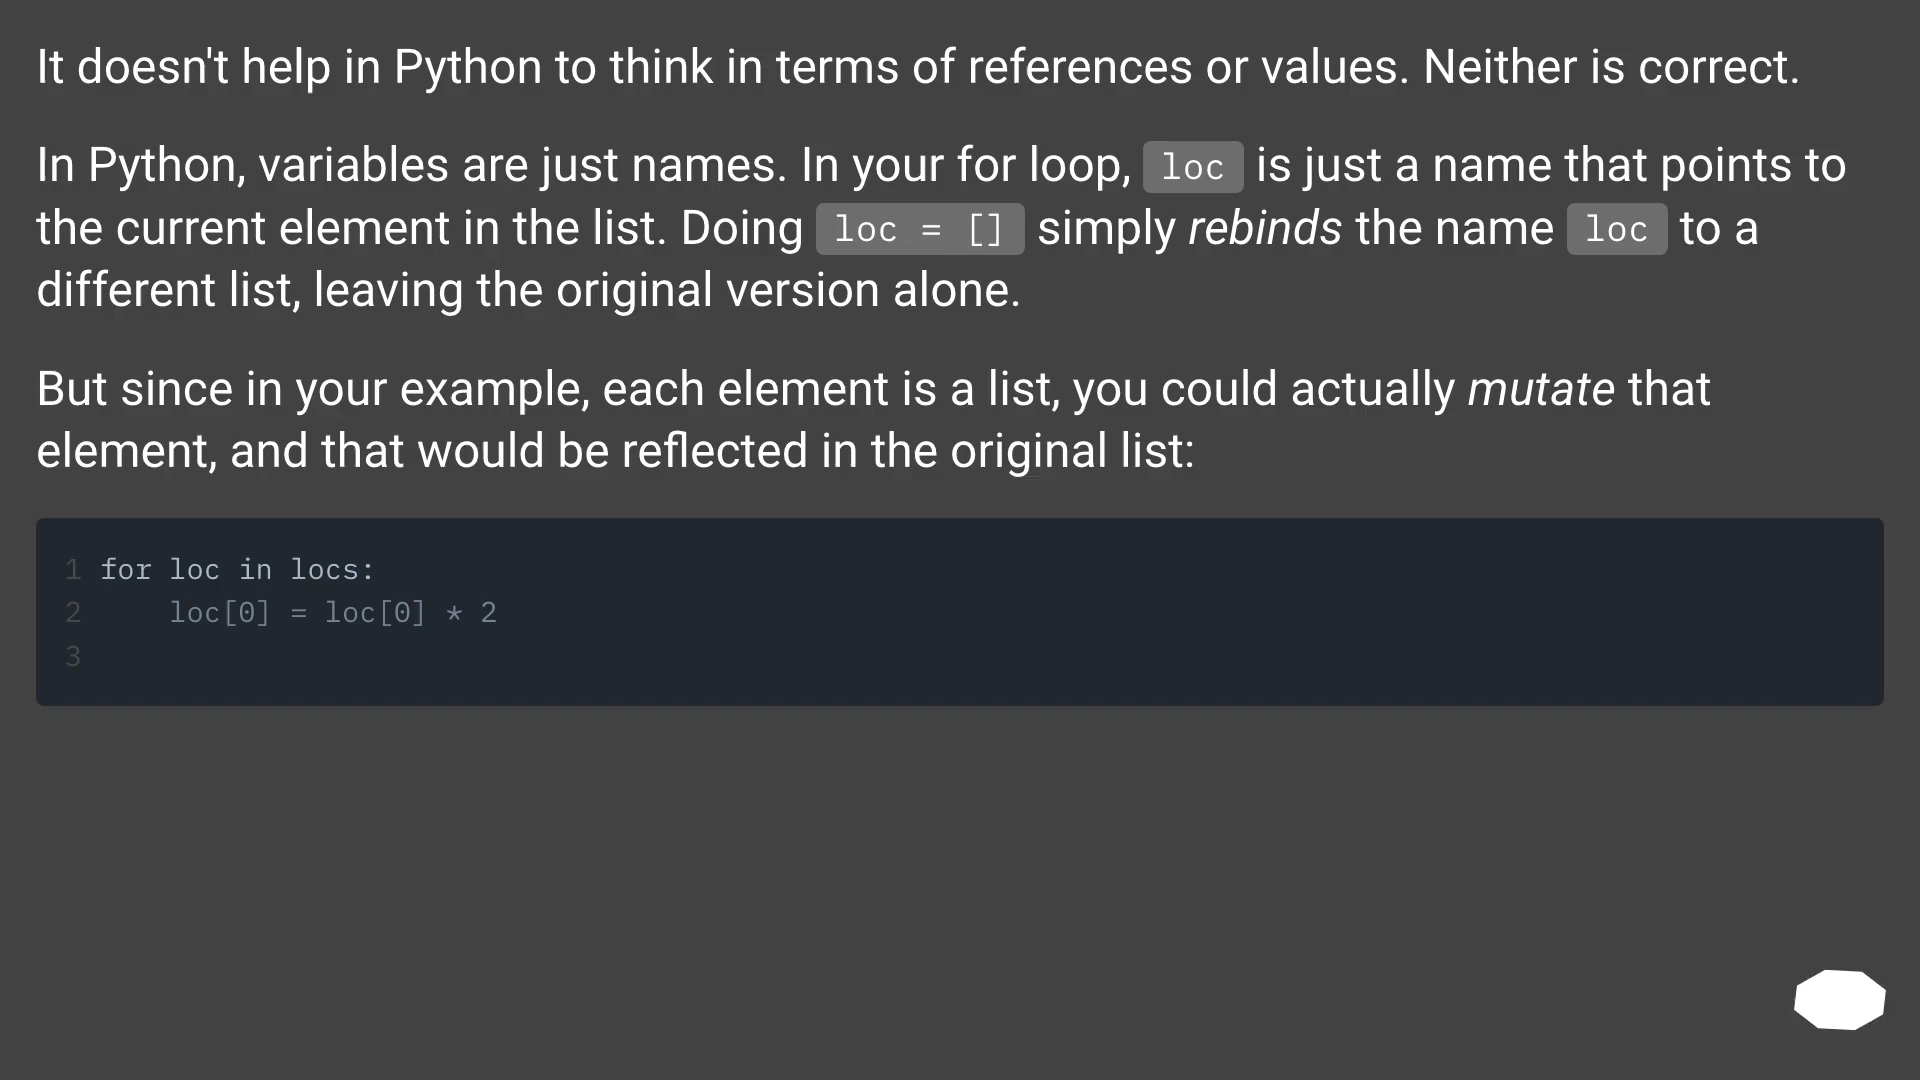 It doesn't help in Python to think in terms of references or values. Neither is correct.
In Python, variables are just names. In your for loop, loc is just a name that points to
the current element in the list. Doing loc = [] simply rebinds the name loc to a
different list, leaving the original version alone.
But since in your example, each element is a list, you could actually mutate that
element, and that would be reflected in the original list:
1 for loc in locs:
2     loc[0] = loc[0] * 2
3